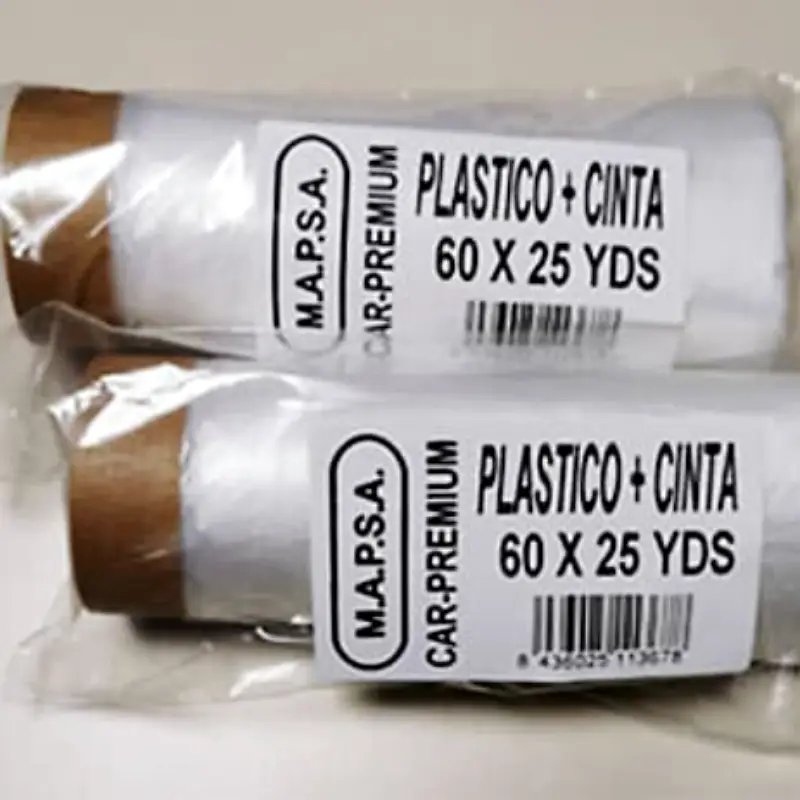 M.A.P.S.A.
CAR-PREMIUM
PLASTICO + CINTA
60 X 25 YDS
M.A.P.S.A.
CAR-PREMIUM
PLASTICO + CINTA
60 X 25 YDS
8 436025 113678